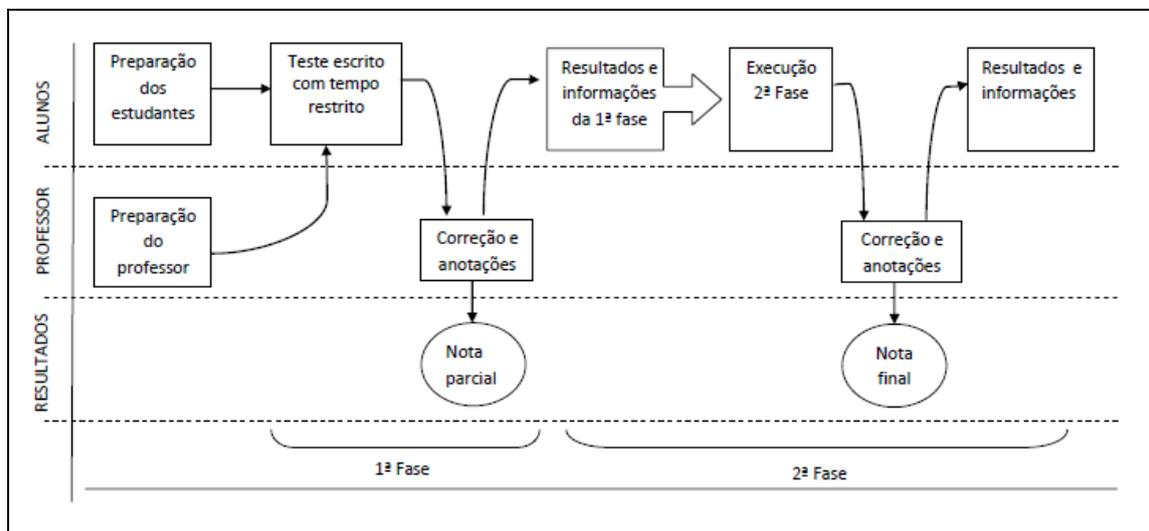 ALUNOS
Preparação
dos
estudantes
Teste escrito
com tempo
restrito
Resultados e
informações
da 1ª fase
Execução
2ª Fase
Resultados e
informações
PROFESSOR
Preparação
do
professor
Correção e
anotações
Correção e
anotações
RESULTADOS
Nota
parcial
Nota
final
1ª Fase
2ª Fase